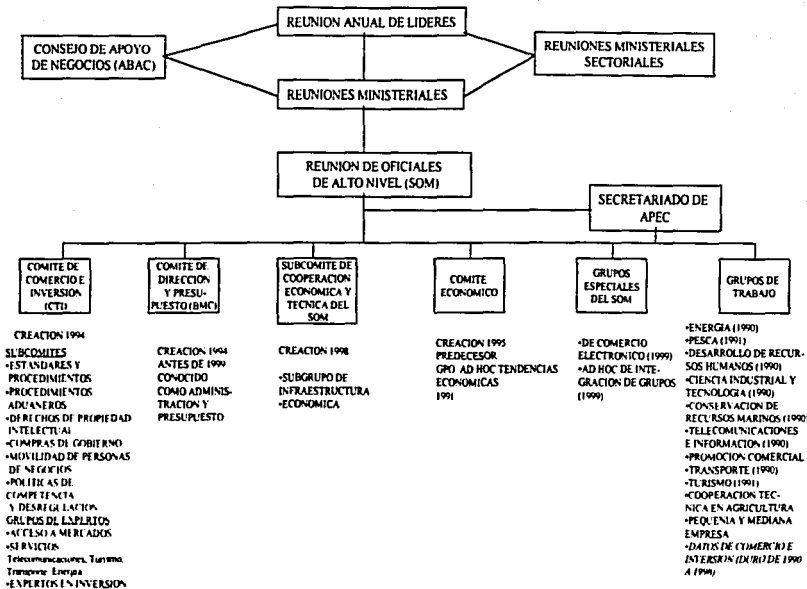 REUNION ANUAL DE LIDERES
CONSEJO DE APOYO
DE NEGOCIOS (ABAC)
REUNIONES MINISTERIALES
SECTORIALES
REUNIONES MINISTERIALES
REUNION DE OFICIALES
DE ALTO NIVEL (SOM)
SECRETARIADO DE
APEC
COMITE DE
COMERCIO E
INVERSION
(CTI)
COMITE DE
DIRECCION
Y PRESU-
PUESTO (BMC)
SUBCOMITE DE
COOPERACION
ECONOMICA Y
TECNICA DEL
SOM
COMITE
ECONOMICO
GRUPOS
ESPECIALES
DEL SOM
GRUPOS DE
TRABAJO
CREACION 1994
SUBCOMITES
•ESTANDARES Y
PROCEDIMIENTOS
•PROCEDIMIENTOS
ADUANEROS
•DERECHOS DE PROPIEDAD
INTELECTUAL
•COMPRAS DE GOBIERNO
•MOVILIDAD DE PERSONAS
DE NEGOCIOS
•POLITICAS DE
COMPETENCIA
Y DESREGULACION
GRUPOS DE EXPERTOS
•ACCESO A MERCADOS
•SERVICIOS
Telecomunicaciones, Turismo,
Transporte, Energia
•EXPERTOS EN INVERSION
CREACION 1994
ANTES DE 1999
CONOCIDO
COMO ADMINIS-
TRACION Y
PRESUPUESTO
CREACION 1998
•SUBGRUPO DE
INFRAESTRUCTURA
•ECONOMICA
CREACION 1995
PREDECESOR
GPO AD HOC TENDENCIAS
ECONOMICAS
1991
•DE COMERCIO
ELECTRONICO (1999)
•AD HOC DE INTE-
GRACION DE GRUPOS
(1999)
•ENERGIA (1990)
•PESCA (1991)
•DESARROLLO DE RECUR-
SOS HUMANOS (1990)
•CIENCIA INDUSTRIAL Y
TECNOLOGIA (1990)
•CONSERVACION DE
RECURSOS MARINOS (1990)
•TELECOMUNICACIONES
E INFORMACION (1990)
•PROMOCION COMERCIAL
•TRANSPORTE (1990)
•TURISMO (1991)
•COOPERACION TEC-
NICA EN AGRICULTURA
•PEQUENIA Y MEDIANA
EMPRESA
•DATOS DE COMERCIO E
INVERSION (DURO DE 1990
A 1998)